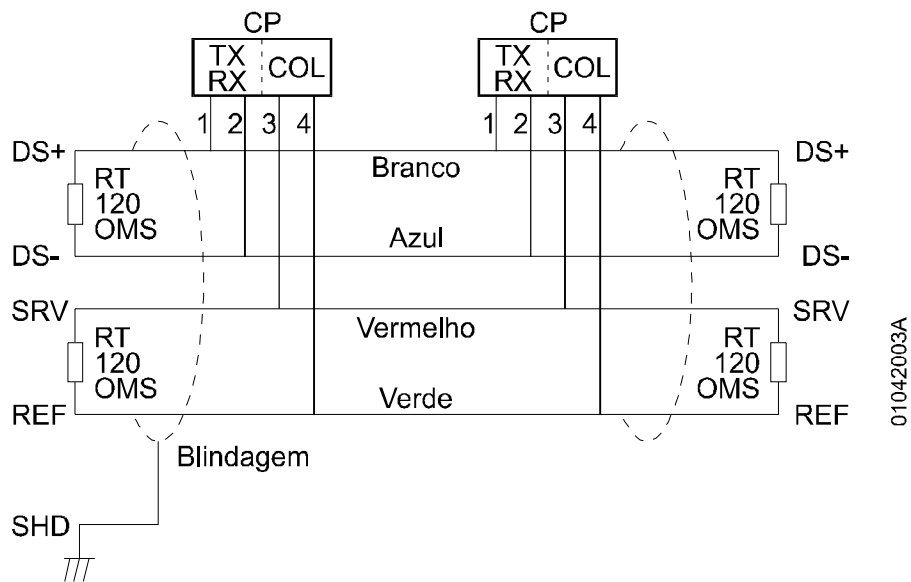 CP
CP
TX
RX
COL
TX
RX
COL
1 2 3 4
1 2 3 4
DS+
DS+
Branco
RT
120
OMS
RT
120
OMS
Azul
DS-
DS-
SRV
SRV
Vermelho
RT
120
OMS
RT
120
OMS
Verde
REF
REF
Blindagem
SHD
01042003A